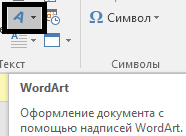 Символ
Текст
Символы
WordArt
Оформление документа с
помощью надписей WordArt.